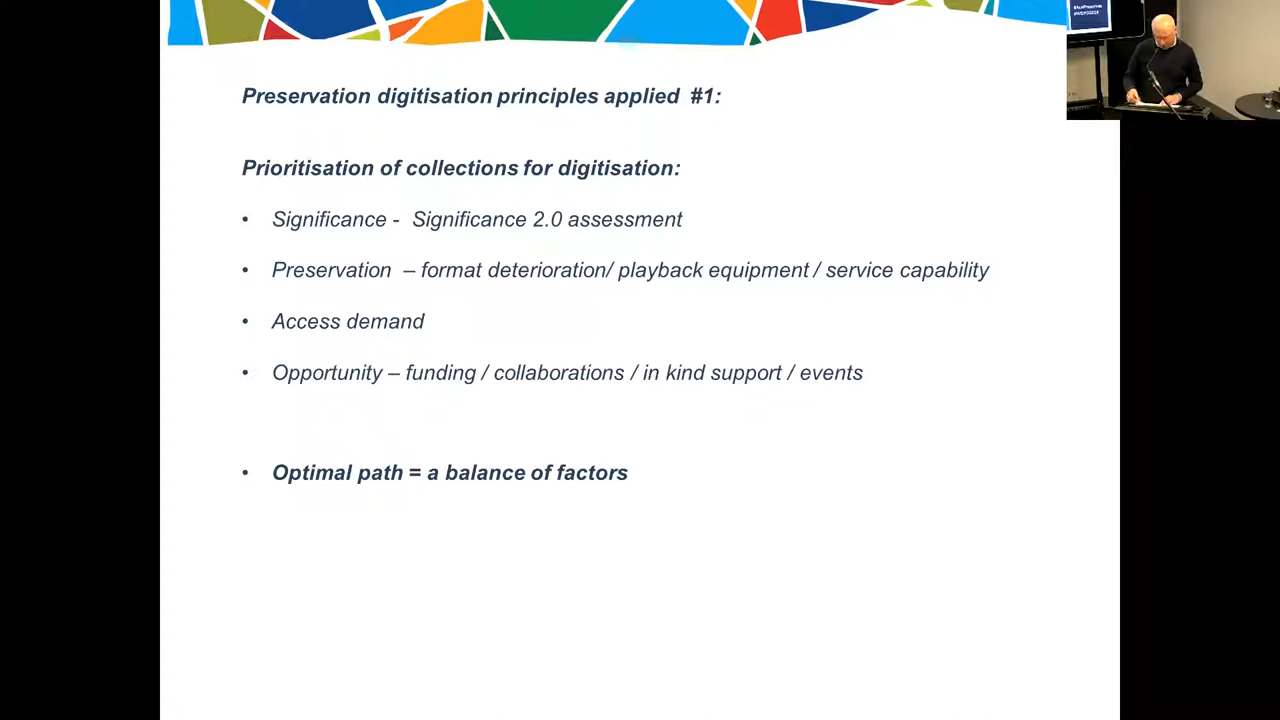 Preservation digitisation principles applied #1:
Prioritisation of collections for digitisation:
• Significance - Significance 2.0 assessment
• Preservation – format deterioration/ playback equipment / service capability
• Access demand
• Opportunity – funding / collaborations / in kind support / events
• Optimal path = a balance of factors